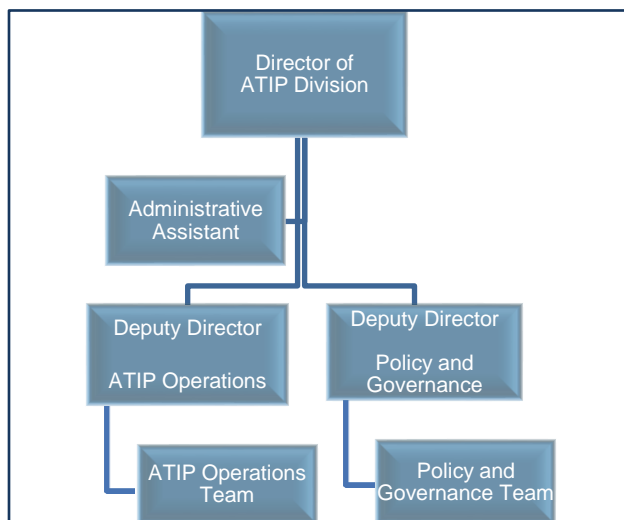 Director of
ATIP Division
Administrative
Assistant
Deputy Director
ATIP Operations
Deputy Director
Policy and
Governance
ATIP Operations
Team
Policy and
Governance Team